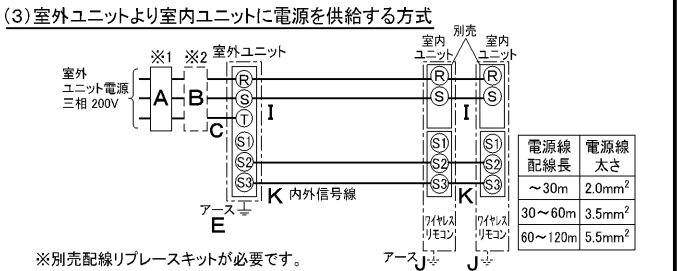 (3)室外ユニットより室内ユニットに電源を供給する方式
※1 ※2 室外ユニット
室内
ユニット
別売
室内
ユニット
室外
ユニット電源
三相 200V
A
B
C
R
S
T
S1
S2
S3
I
R
S
S1
S2
S3
I
R
S
S1
S2
S3
K 内外信号線
K
アース
E
ワイヤレス
リモコン
ワイヤレス
リモコン
アース J
J
電源線
配線長
電源線
太さ
~30m 2.0mm²
30~60m 3.5mm²
60~120m 5.5mm²
※別売配線リプレースキットが必要です。